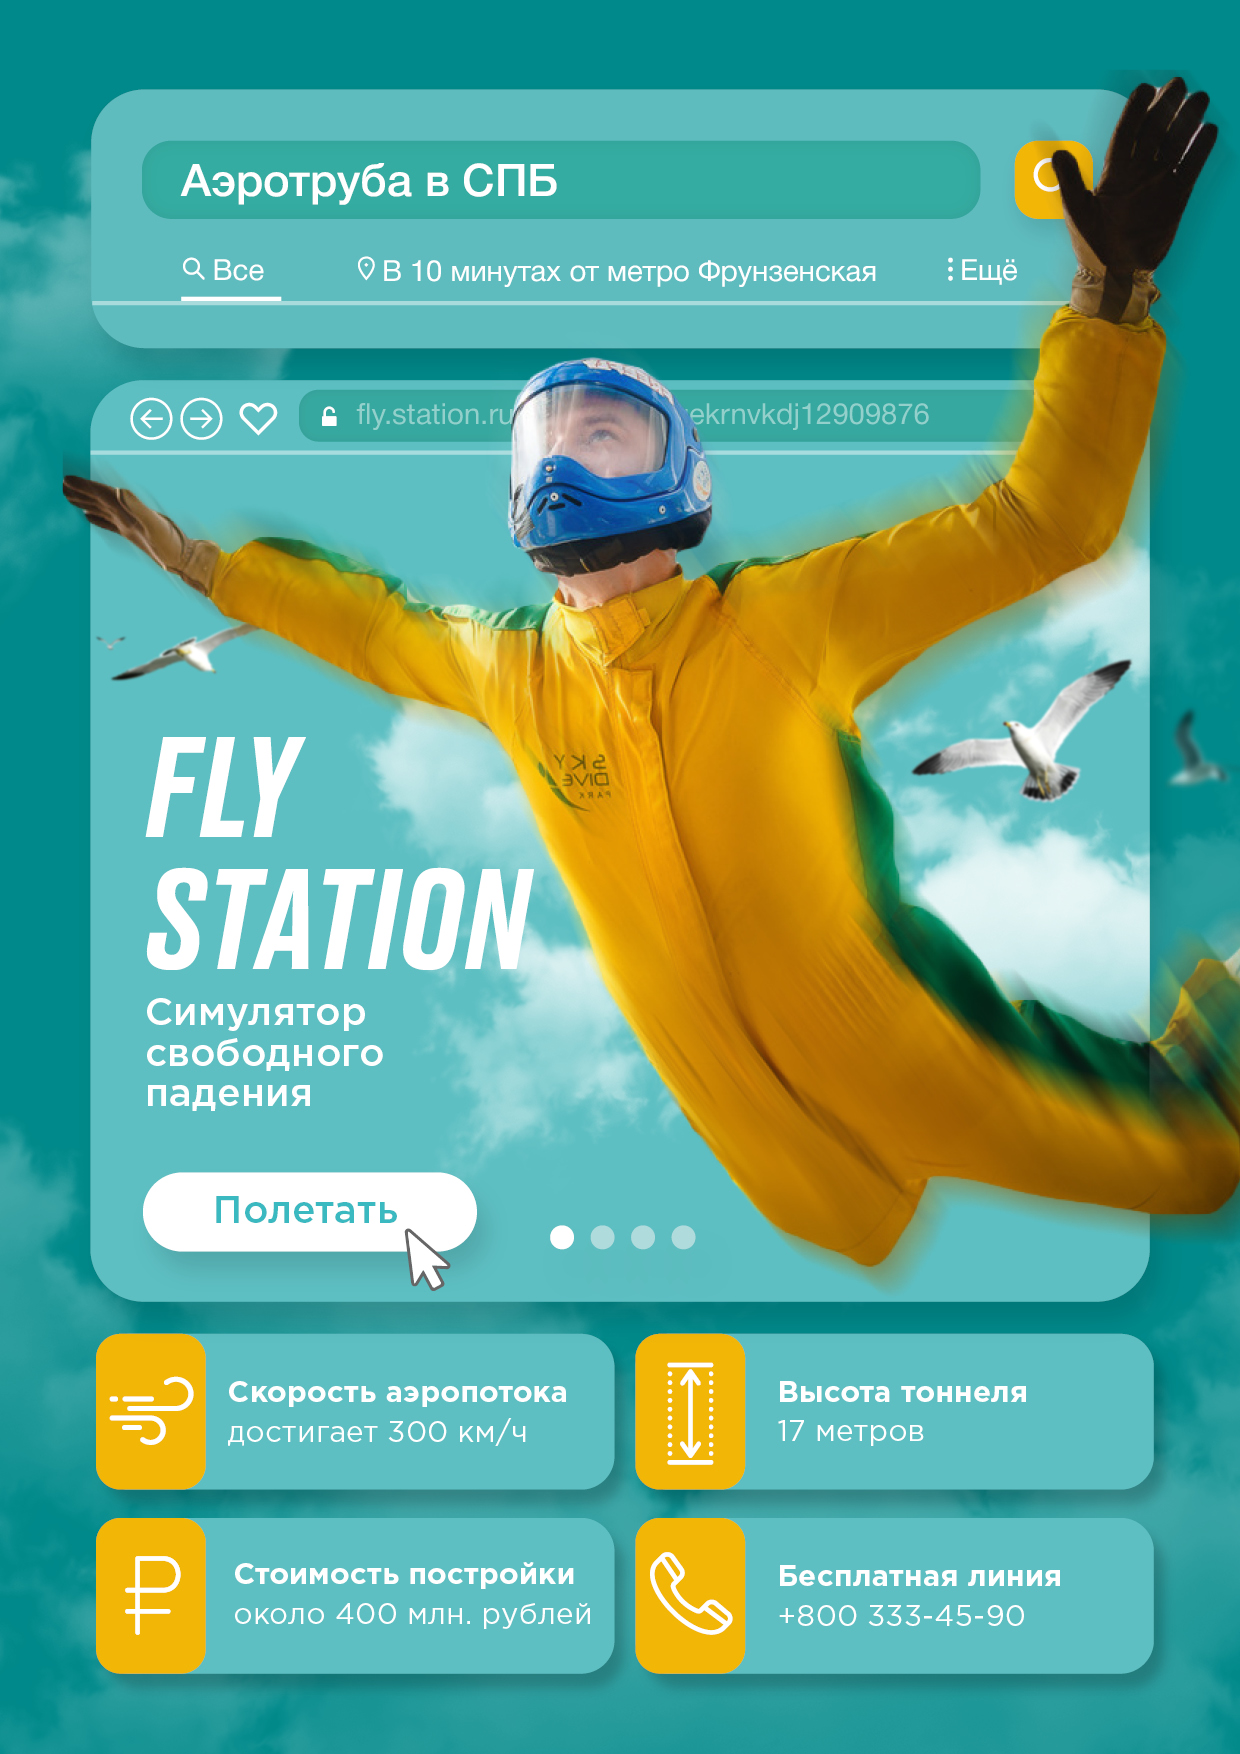 Аэротруба в СПБ
Все
В 10 минутах от метро Фрунзенская
Ещё
fly.station.ru ekrnvkdj12909876
SKY
DIVE
PARK
FLY
STATION
Симулятор
свободного
падения
Полетать
Скорость аэропотока
достигает 300 км/ч
Высота тоннеля
17 метров
Стоимость постройки
около 400 млн. рублей
Бесплатная линия
+800 333-45-90